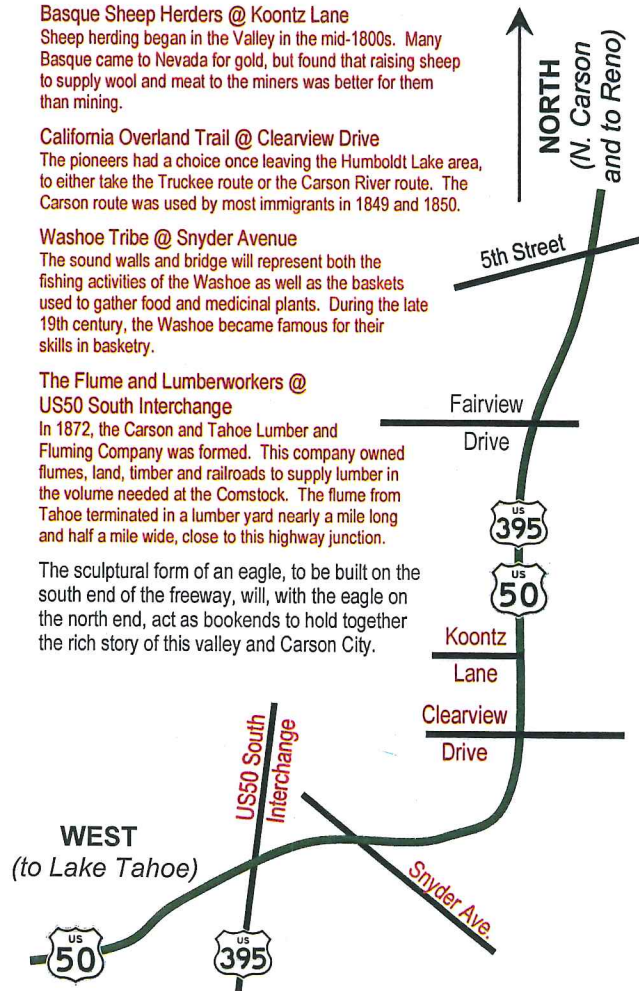 Basque Sheep Herders @ Koontz Lane
Sheep herding began in the Valley in the mid-1800s. Many
Basque came to Nevada for gold, but found that raising sheep
to supply wool and meat to the miners was better for them
than mining.
California Overland Trail @ Clearview Drive
The pioneers had a choice once leaving the Humboldt Lake area,
to either take the Truckee route or the Carson River route. The
Carson route was used by most immigrants in 1849 and 1850.
Washoe Tribe @ Snyder Avenue
The sound walls and bridge will represent both the
fishing activities of the Washoe as well as the baskets
used to gather food and medicinal plants. During the late
19th century, the Washoe became famous for their
skills in basketry.
The Flume and Lumberworkers @
US50 South Interchange
In 1872, the Carson and Tahoe Lumber and
Fluming Company was formed. This company owned
flumes, land, timber and railroads to supply lumber in
the volume needed at the Comstock. The flume from
Tahoe terminated in a lumber yard nearly a mile long
and half a mile wide, close to this highway junction.
The sculptural form of an eagle, to be built on the
south end of the freeway, will, with the eagle on
the north end, act as bookends to hold together
the rich story of this valley and Carson City.
NORTH
(N. Carson
and to Reno)
5th Street
Fairview
Drive
US
395
US
50
Koontz
Lane
Clearview
Drive
US50 South
Interchange
Snyder Ave.
WEST
(to Lake Tahoe)
US
50
US
395